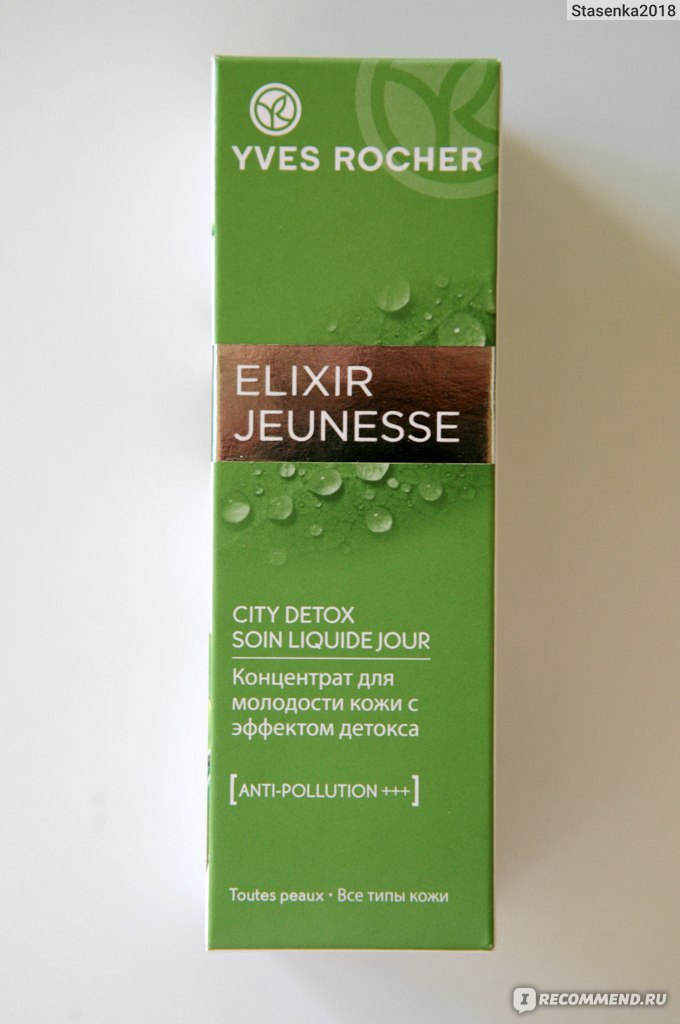 Stasenka2018
YVES ROCHER
ELIXIR
JEUNESSE
CITY DETOX
SOIN LIQUIDE JOUR
Концентрат для
молодости кожи с
эффектом детокса
[ANTI-POLLUTION +++]
Toutes peaux • Все типы кожи
IRECOMMEND.RU